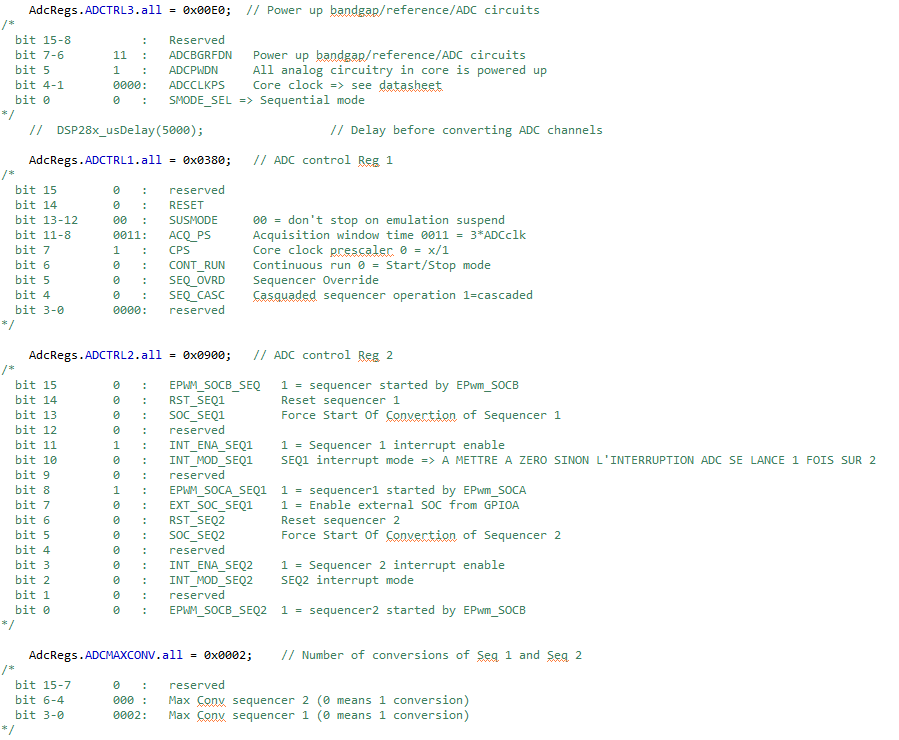 AdcRegs.ADCTRL3.all = 0x00E0;  // Power up bandgap/reference/ADC circuits
/*
bit 15-8        :   Reserved
bit 7-6       11  :   ADCBGRFDN   Power up bandgap/reference/ADC circuits
bit 5         1   :   ADCPWDN     All analog circuitry in core is powered up
bit 4-1       0000:   ADCCLKPS    Core clock => see datasheet
bit 0         0   :   SMODE_SEL => Sequential mode
*/
//  DSP28x_usDelay(5000);                  // Delay before converting ADC channels
AdcRegs.ADCTRL1.all = 0x0380;   // ADC control Reg 1
/*
bit 15        0   :   reserved
bit 14        0   :   RESET
bit 13-12     00  :   SUSMODE     00 = don't stop on emulation suspend
bit 11-8      0011:   ACQ_PS      Acquisition window time 0011 = 3*ADCclk
bit 7         1   :   CPS         Core clock prescaler 0 = x/1
bit 6         0   :   CONT_RUN    Continuous run 0 = Start/Stop mode
bit 5         0   :   SEQ_OVRD    Sequencer Override
bit 4         0   :   SEQ_CASC    Casquaded sequencer operation 1=cascaded
bit 3-0       0000:   reserved
*/
AdcRegs.ADCTRL2.all = 0x0900;   // ADC control Reg 2
/*
bit 15        0   :   EPWM_SOCB_SEQ   1 = sequencer started by EPwm_SOCB
bit 14        0   :   RST_SEQ1        Reset sequencer 1
bit 13        0   :   SOC_SEQ1        Force Start Of Convertion of Sequencer 1
bit 12        0   :   reserved
bit 11        1   :   INT_ENA_SEQ1    1 = Sequencer 1 interrupt enable
bit 10        0   :   INT_MOD_SEQ1    SEQ1 interrupt mode => A METTRE A ZERO SINON L'INTERRUPTION ADC SE LANCE 1 FOIS SUR 2
bit 9         0   :   reserved
bit 8         1   :   EPWM_SOCA_SEQ1  1 = sequencer1 started by EPwm_SOCA
bit 7         0   :   EXT_SOC_SEQ1    1 = Enable external SOC from GPIOA
bit 6         0   :   RST_SEQ2        Reset sequencer 2
bit 5         0   :   SOC_SEQ2        Force Start Of Convertion of Sequencer 2
bit 4         0   :   reserved
bit 3         0   :   INT_ENA_SEQ2    1 = Sequencer 2 interrupt enable
bit 2         0   :   INT_MOD_SEQ2    SEQ2 interrupt mode
bit 1         0   :   reserved
bit 0         0   :   EPWM_SOCB_SEQ2  1 = sequencer2 started by EPwm_SOCB
*/
AdcRegs.ADCMAXCONV.all = 0x0002;    // Number of conversions of Seq 1 and Seq 2
/*
bit 15-7      0   :   reserved
bit 6-4       000 :   Max Conv sequencer 2 (0 means 1 conversion)
bit 3-0       0002:   Max Conv sequencer 1 (0 means 1 conversion)
*/